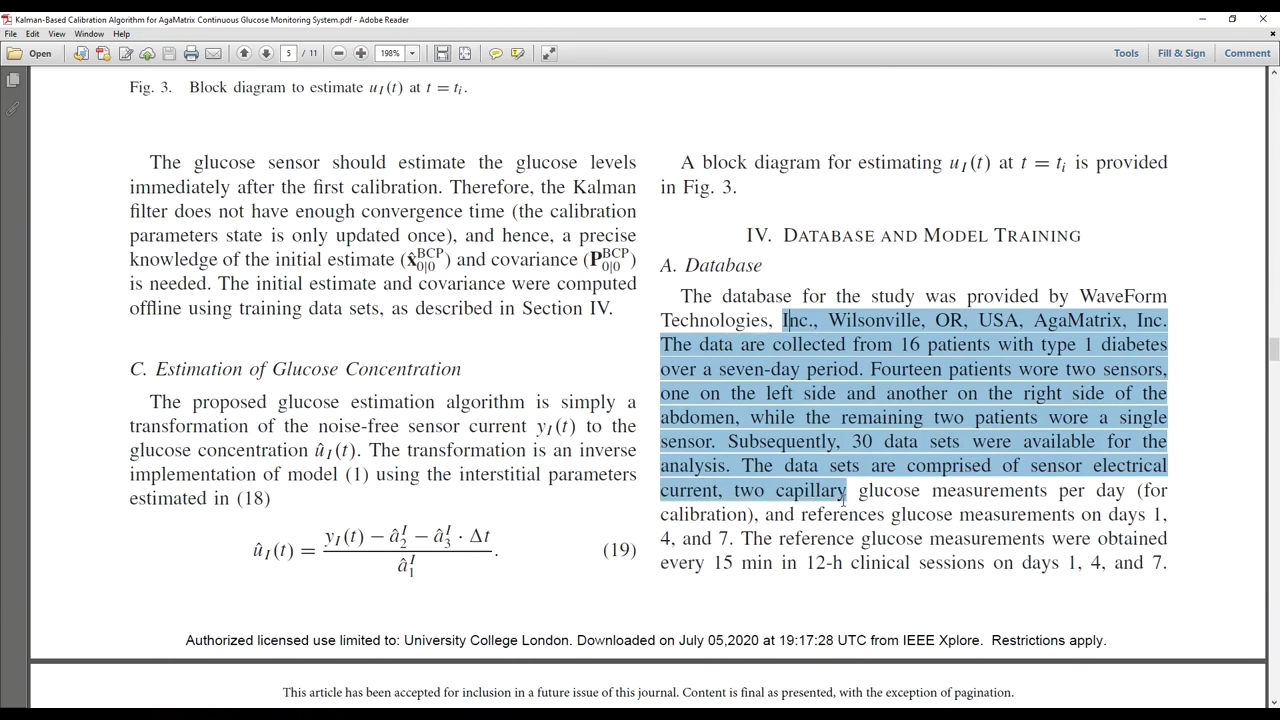 Kalman-Based Calibration Algorithm for AgaMatrix Continuous Glucose Monitoring System.pdf - Adobe Reader
File Edit View Window Help
Open 5 / 11 198% Tools Fill & Sign Comment
Fig. 3. Block diagram to estimate u_I(t) at t = t_i.
The glucose sensor should estimate the glucose levels
immediately after the first calibration. Therefore, the Kalman
filter does not have enough convergence time (the calibration
parameters state is only updated once), and hence, a precise
knowledge of the initial estimate (x̂^BCP_0|0) and covariance (P^BCP_0|0)
is needed. The initial estimate and covariance were computed
offline using training data sets, as described in Section IV.
C. Estimation of Glucose Concentration
The proposed glucose estimation algorithm is simply a
transformation of the noise-free sensor current y_I(t) to the
glucose concentration û_I(t). The transformation is an inverse
implementation of model (1) using the interstitial parameters
estimated in (18)
û_I(t) = (y_I(t) − â^I_2 − â^I_3 · Δt) / â^I_1. (19)
A block diagram for estimating u_I(t) at t = t_i is provided
in Fig. 3.
IV. DATABASE AND MODEL TRAINING
A. Database
The database for the study was provided by WaveForm
Technologies, Inc., Wilsonville, OR, USA, AgaMatrix, Inc.
The data are collected from 16 patients with type 1 diabetes
over a seven-day period. Fourteen patients wore two sensors,
one on the left side and another on the right side of the
abdomen, while the remaining two patients wore a single
sensor. Subsequently, 30 data sets were available for the
analysis. The data sets are comprised of sensor electrical
current, two capillary glucose measurements per day (for
calibration), and references glucose measurements on days 1,
4, and 7. The reference glucose measurements were obtained
every 15 min in 12-h clinical sessions on days 1, 4, and 7.
Authorized licensed use limited to: University College London. Downloaded on July 05,2020 at 19:17:28 UTC from IEEE Xplore. Restrictions apply.
This article has been accepted for inclusion in a future issue of this journal. Content is final as presented, with the exception of pagination.